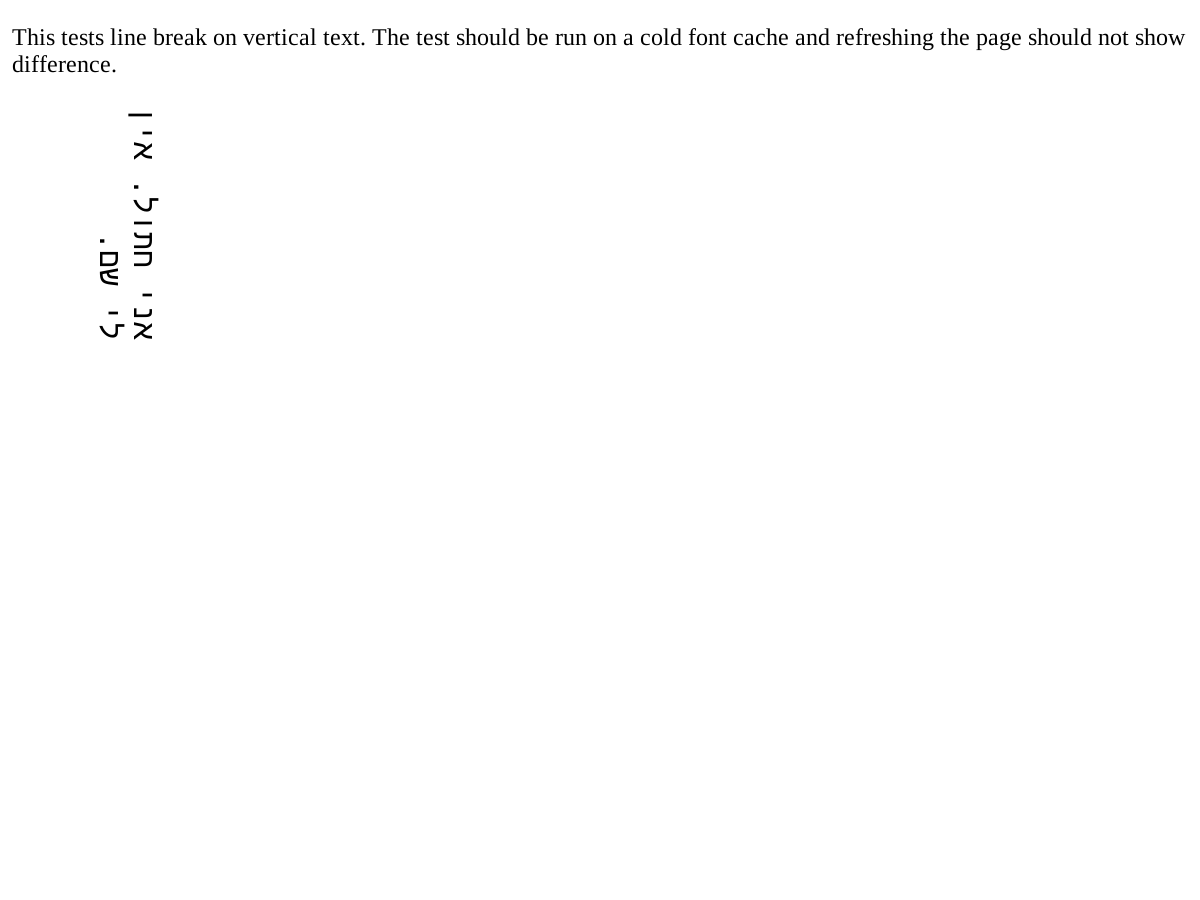 This tests line break on vertical text. The test should be run on a cold font cache and refreshing the page should not show
difference.
אני חתול. אין
לי שם.